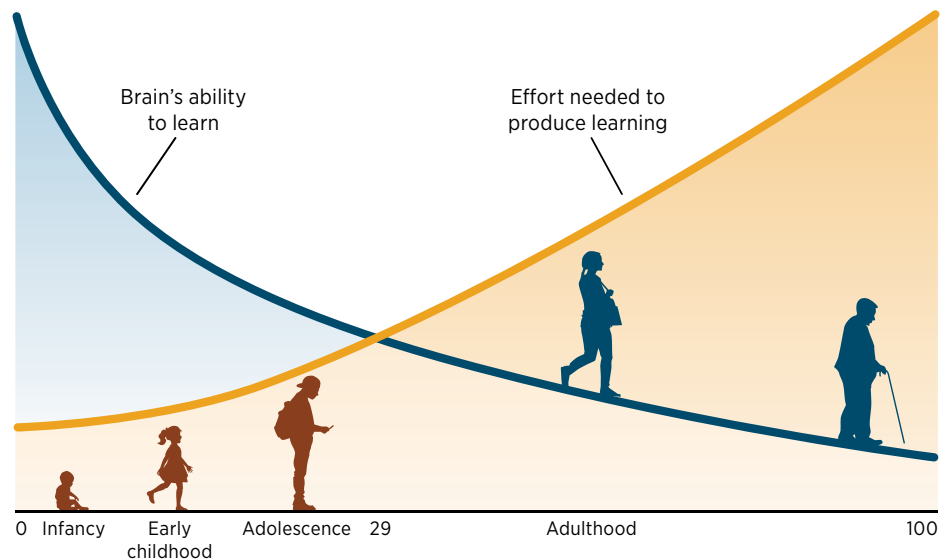 Brain’s ability
to learn
Effort needed to
produce learning
0 Infancy Early Adolescence 29 Adulthood 100
childhood